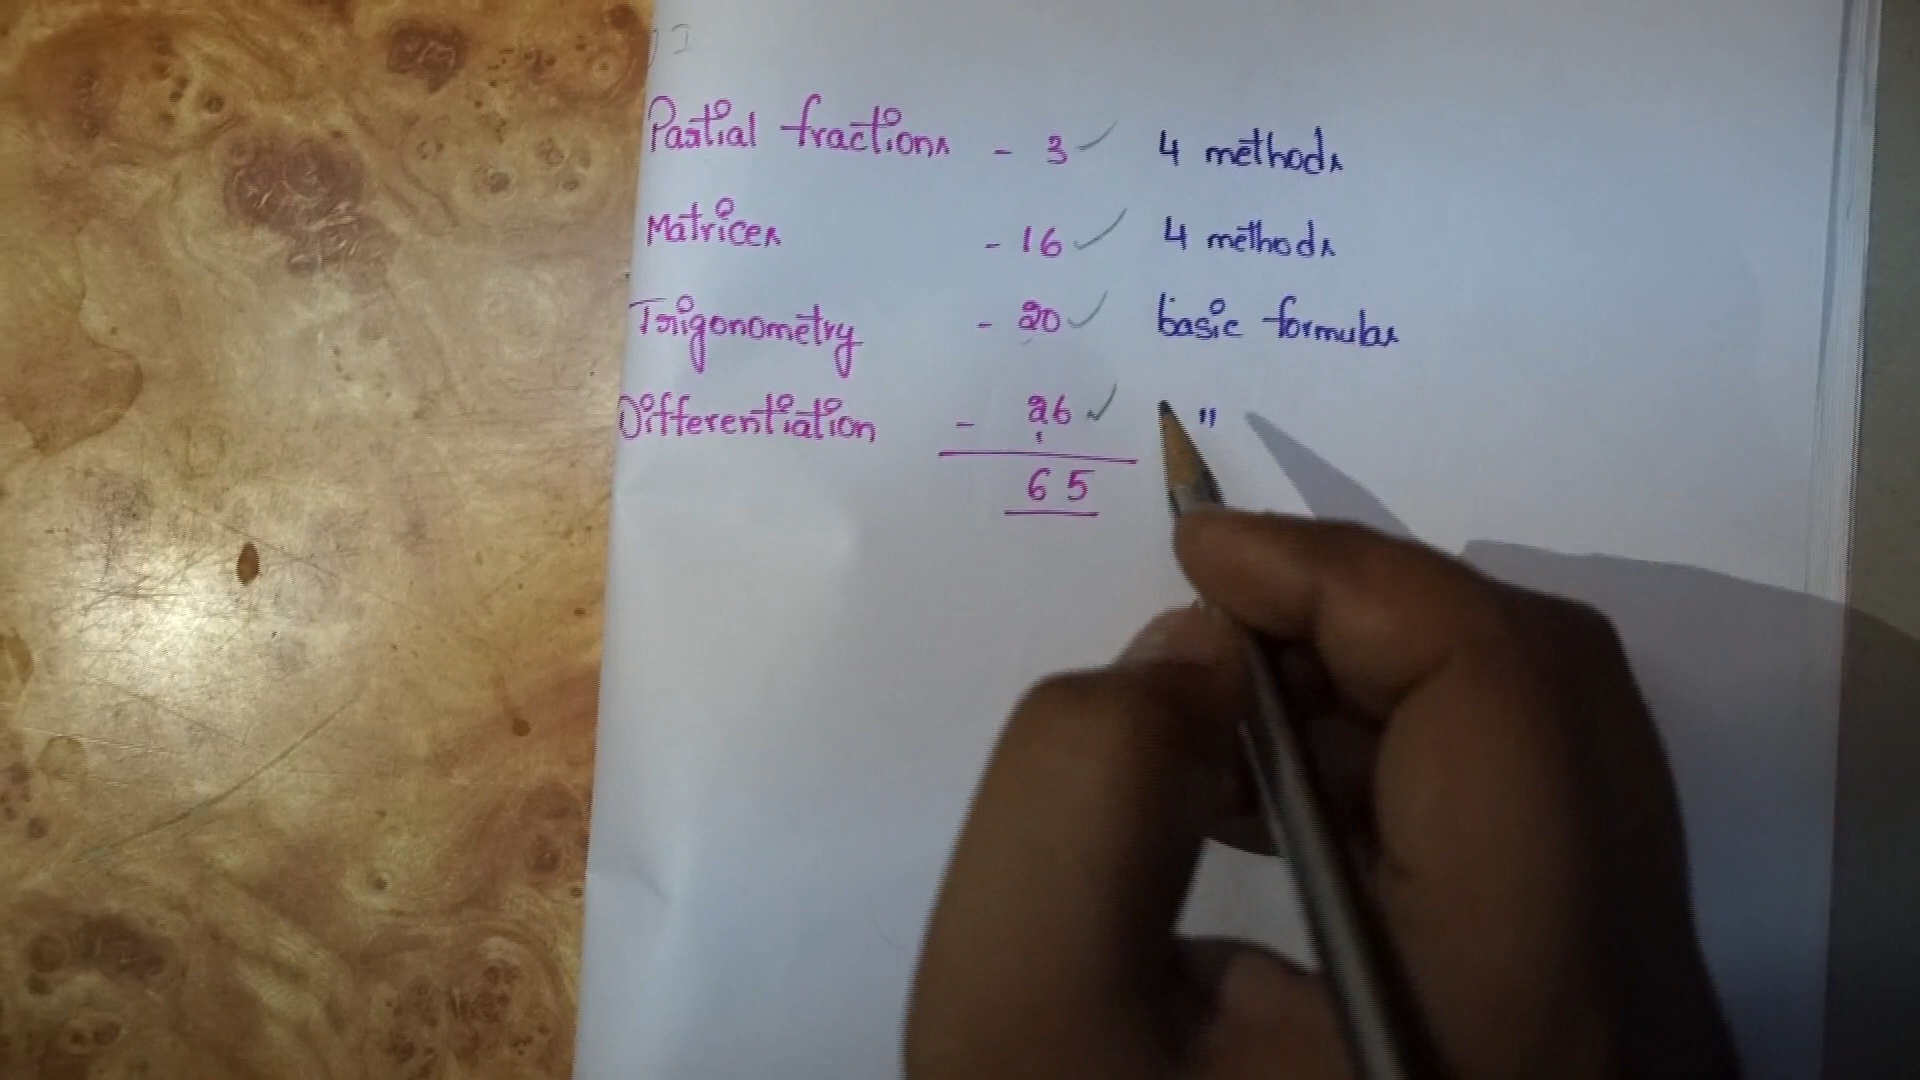 Partial fractions - 3 ✓ 4 methods
Matrices - 16 ✓ 4 methods
Trigonometry - 20 ✓ basic formulas
Differentiation - 26 ✓ "
65